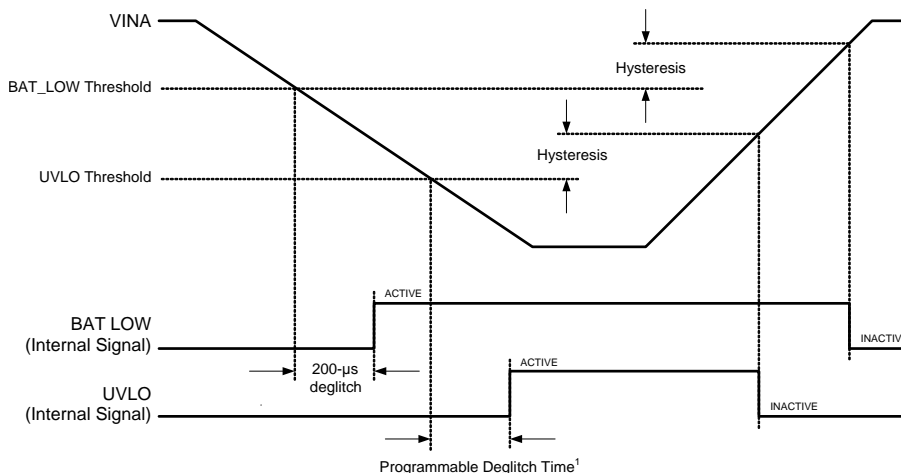 VINA
Hysteresis
BAT_LOW Threshold
Hysteresis
UVLO Threshold
ACTIVE
BAT LOW
(Internal Signal)
INACTIV
200-µs
deglitch
ACTIVE
UVLO
(Internal Signal)
INACTIVE
Programmable Deglitch Time¹